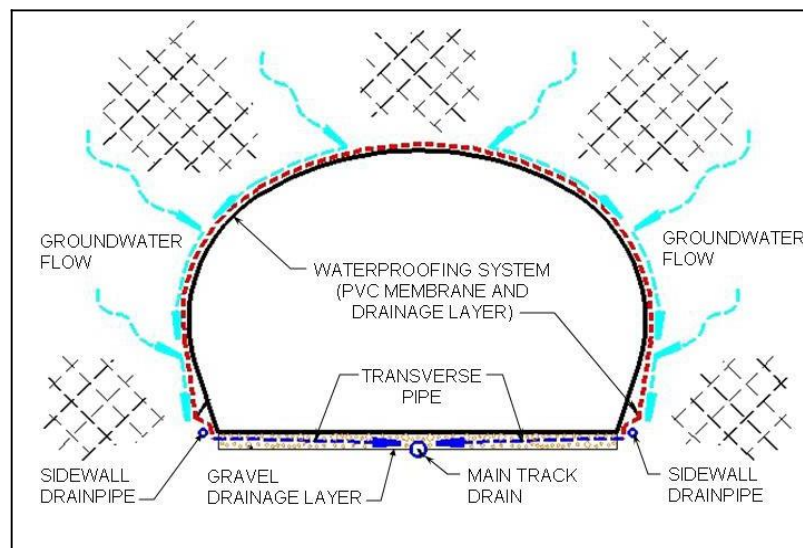 GROUNDWATER
FLOW
GROUNDWATER
FLOW
WATERPROOFING SYSTEM
(PVC MEMBRANE AND
DRAINAGE LAYER)
TRANSVERSE
PIPE
SIDEWALL
DRAINPIPE
GRAVEL
DRAINAGE LAYER
MAIN TRACK
DRAIN
SIDEWALL
DRAINPIPE